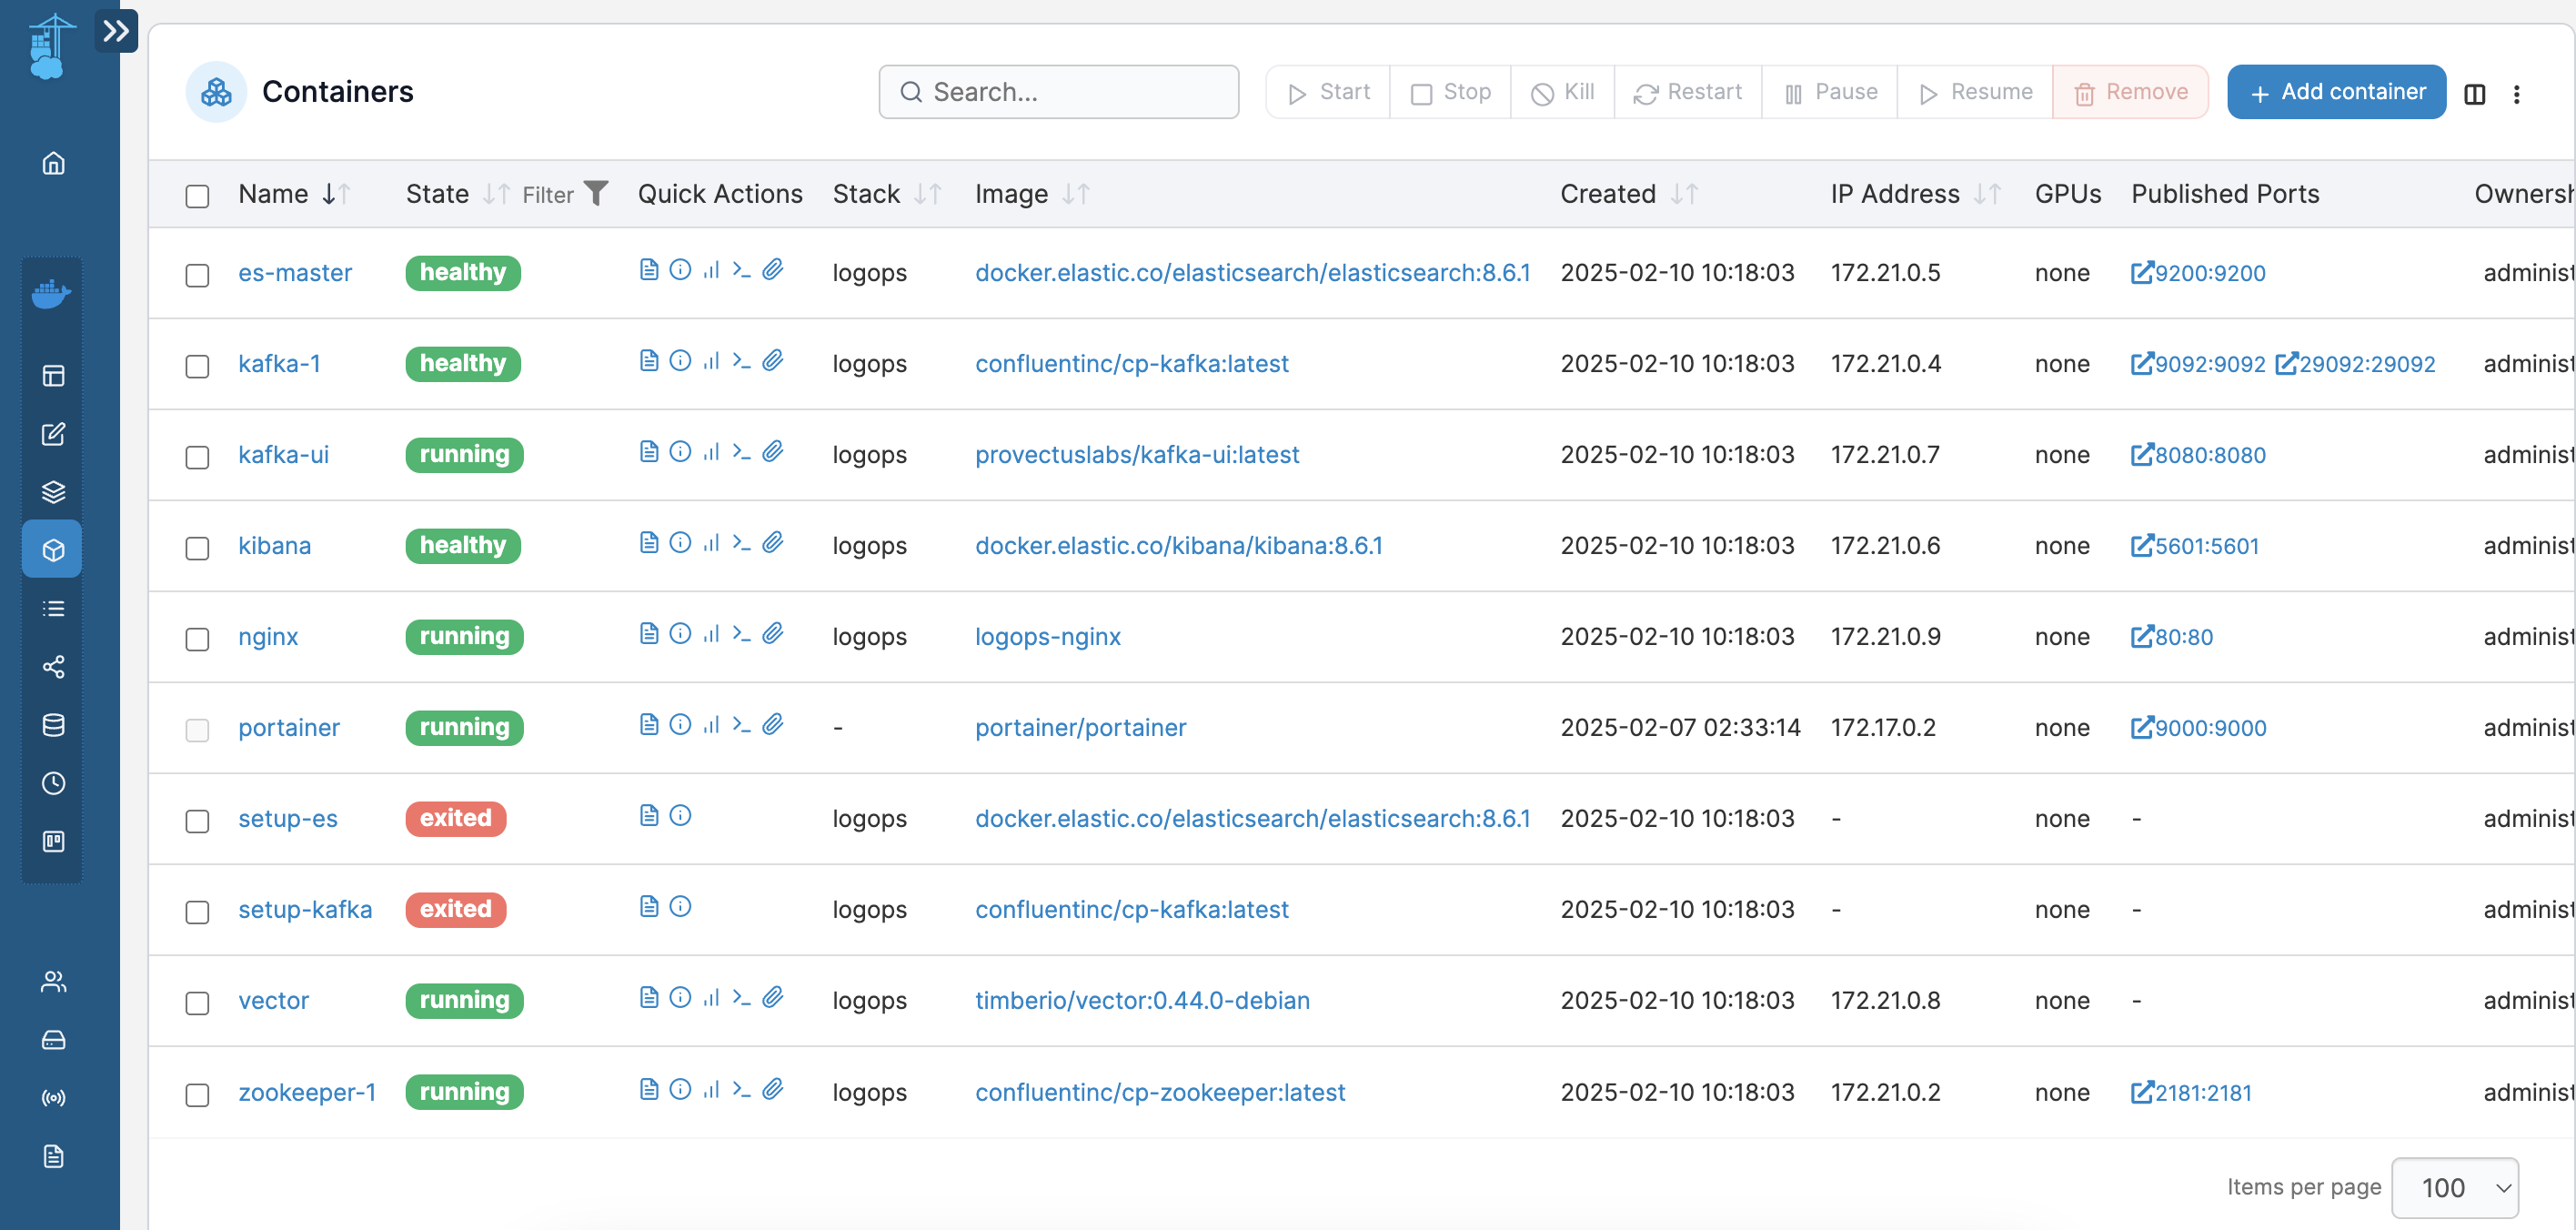 Containers Search... Start Stop Kill Restart Pause Resume Remove + Add container
Name State Filter Quick Actions Stack Image Created IP Address GPUs Published Ports Ownersh
es-master healthy logops docker.elastic.co/elasticsearch/elasticsearch:8.6.1 2025-02-10 10:18:03 172.21.0.5 none 9200:9200 administ
kafka-1 healthy logops confluentinc/cp-kafka:latest 2025-02-10 10:18:03 172.21.0.4 none 9092:9092 29092:29092 administ
kafka-ui running logops provectuslabs/kafka-ui:latest 2025-02-10 10:18:03 172.21.0.7 none 8080:8080 administ
kibana healthy logops docker.elastic.co/kibana/kibana:8.6.1 2025-02-10 10:18:03 172.21.0.6 none 5601:5601 administ
nginx running logops logops-nginx 2025-02-10 10:18:03 172.21.0.9 none 80:80 administ
portainer running - portainer/portainer 2025-02-07 02:33:14 172.17.0.2 none 9000:9000 administ
setup-es exited logops docker.elastic.co/elasticsearch/elasticsearch:8.6.1 2025-02-10 10:18:03 - none - administ
setup-kafka exited logops confluentinc/cp-kafka:latest 2025-02-10 10:18:03 - none - administ
vector running logops timberio/vector:0.44.0-debian 2025-02-10 10:18:03 172.21.0.8 none - administ
zookeeper-1 running logops confluentinc/cp-zookeeper:latest 2025-02-10 10:18:03 172.21.0.2 none 2181:2181 administ
Items per page 100